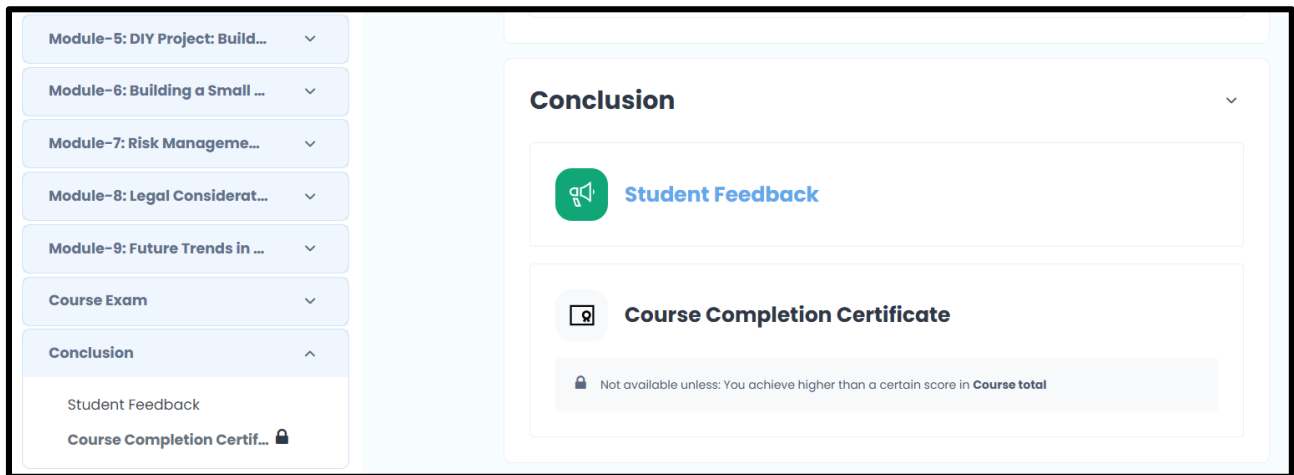 Module-5: DIY Project: Build...
Module-6: Building a Small ...
Module-7: Risk Manageme...
Module-8: Legal Considerat...
Module-9: Future Trends in ...
Course Exam
Conclusion
Student Feedback
Course Completion Certif...
Conclusion
Student Feedback
Course Completion Certificate
Not available unless: You achieve higher than a certain score in Course total